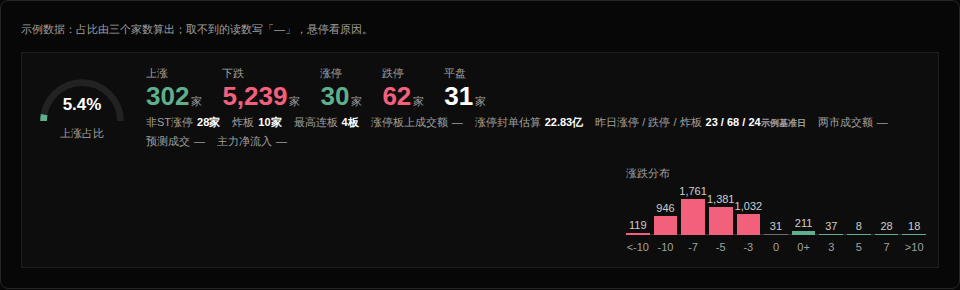 示例数据：占比由三个家数算出；取不到的读数写「—」，悬停看原因。
5.4%
上涨占比
上涨 下跌 涨停 跌停 平盘
302家 5,239家 30家 62家 31家
非ST涨停 28家 炸板 10家 最高连板 4板 涨停板上成交额 — 涨停封单估算 22.83亿 昨日涨停 / 跌停 / 炸板 23 / 68 / 24示例基准日 两市成交额 —
预测成交 — 主力净流入 —
涨跌分布
119 946 1,761 1,381 1,032 31 211 37 8 28 18
<-10 -10 -7 -5 -3 0 0+ 3 5 7 >10